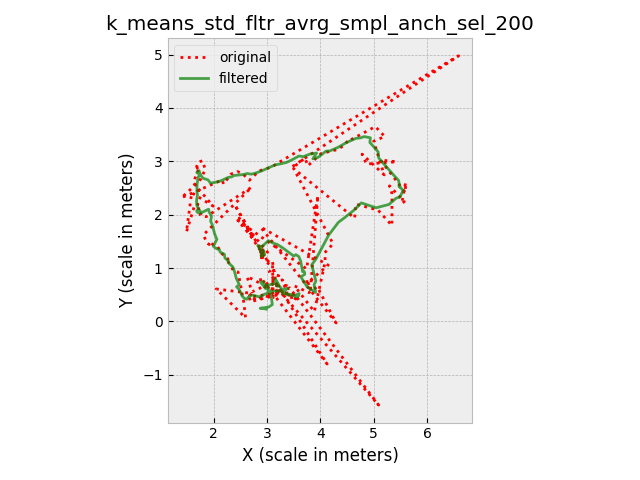 k_means_std_fltr_avrg_smpl_anch_sel_200
original
filtered
5
4
3
2
1
0
−1
2 3 4 5 6
Y (scale in meters)
X (scale in meters)